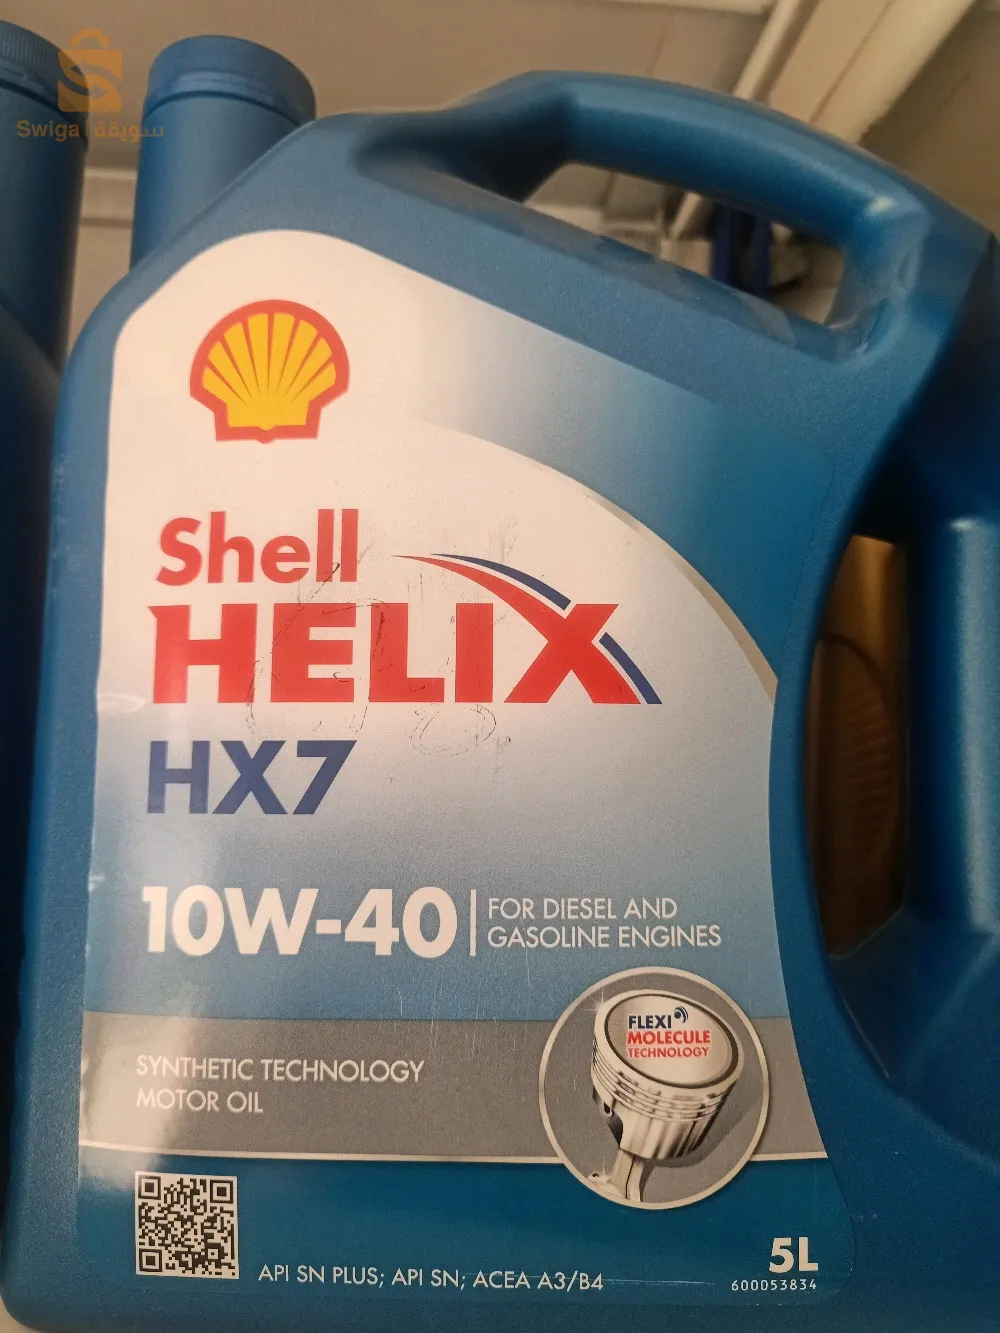 Swiga سويقة
Shell
HELIX
HX7
10W-40
FOR DIESEL AND
GASOLINE ENGINES
FLEXI
MOLECULE
TECHNOLOGY
SYNTHETIC TECHNOLOGY
MOTOR OIL
API SN PLUS; API SN; ACEA A3/B4
5L
600053834